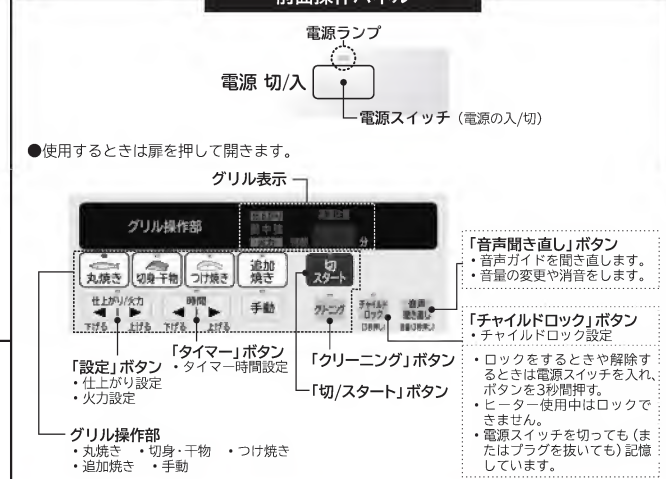 前面操作パネル
電源ランプ
電源 切/入
電源スイッチ（電源の入/切）
●使用するときは扉を押して開きます。
グリル表示
グリル操作部
分
丸焼き
切身・干物
つけ焼き
追加焼き
切
スタート
仕上がり/火力
時間
手動
クリーニング
チャイルドロック
音声聞き直し
下げる 上げる 下げる 上げる
「音声聞き直し」ボタン
・音声ガイドを聞き直します。
・音量の変更や消音をします。
「チャイルドロック」ボタン
・チャイルドロック設定
・ロックをするときや解除す
るときは電源スイッチを入れ、
ボタンを3秒間押す。
・ヒーター使用中はロックで
きません。
・電源スイッチを切っても（ま
たはプラグを抜いても）記憶
しています。
「設定」ボタン
・仕上がり設定
・火力設定
「タイマー」ボタン
・タイマー時間設定
「クリーニング」ボタン
「切/スタート」ボタン
グリル操作部
・丸焼き ・切身・干物 ・つけ焼き
・追加焼き ・手動